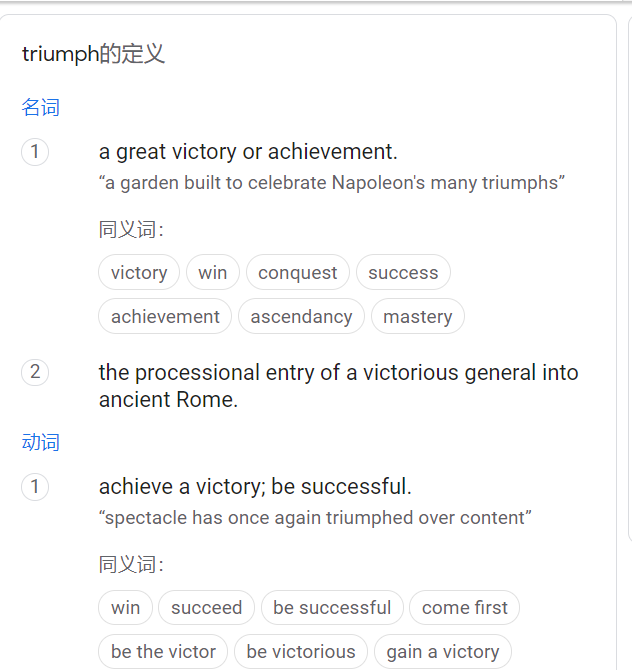 triumph的定义
名词
1 a great victory or achievement.
“a garden built to celebrate Napoleon's many triumphs”
同义词：
victory win conquest success
achievement ascendancy mastery
2 the processional entry of a victorious general into
ancient Rome.
动词
1 achieve a victory; be successful.
“spectacle has once again triumphed over content”
同义词：
win succeed be successful come first
be the victor be victorious gain a victory